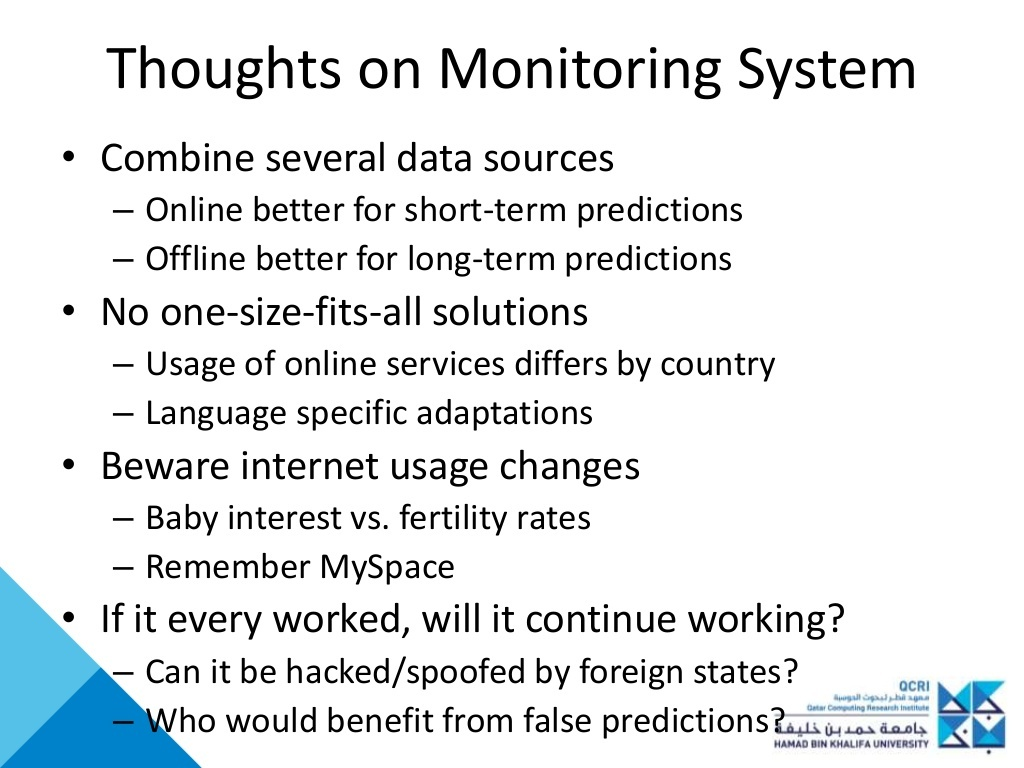 Thoughts on Monitoring System
• Combine several data sources
– Online better for short-term predictions
– Offline better for long-term predictions
• No one-size-fits-all solutions
– Usage of online services differs by country
– Language specific adaptations
• Beware internet usage changes
– Baby interest vs. fertility rates
– Remember MySpace
• If it every worked, will it continue working?
– Can it be hacked/spoofed by foreign states?
– Who would benefit from false predictions?
QCRI
معهد قطر لبحوث الحوسبة
Qatar Computing Research Institute
جامعة حمد بن خليفة
HAMAD BIN KHALIFA UNIVERSITY